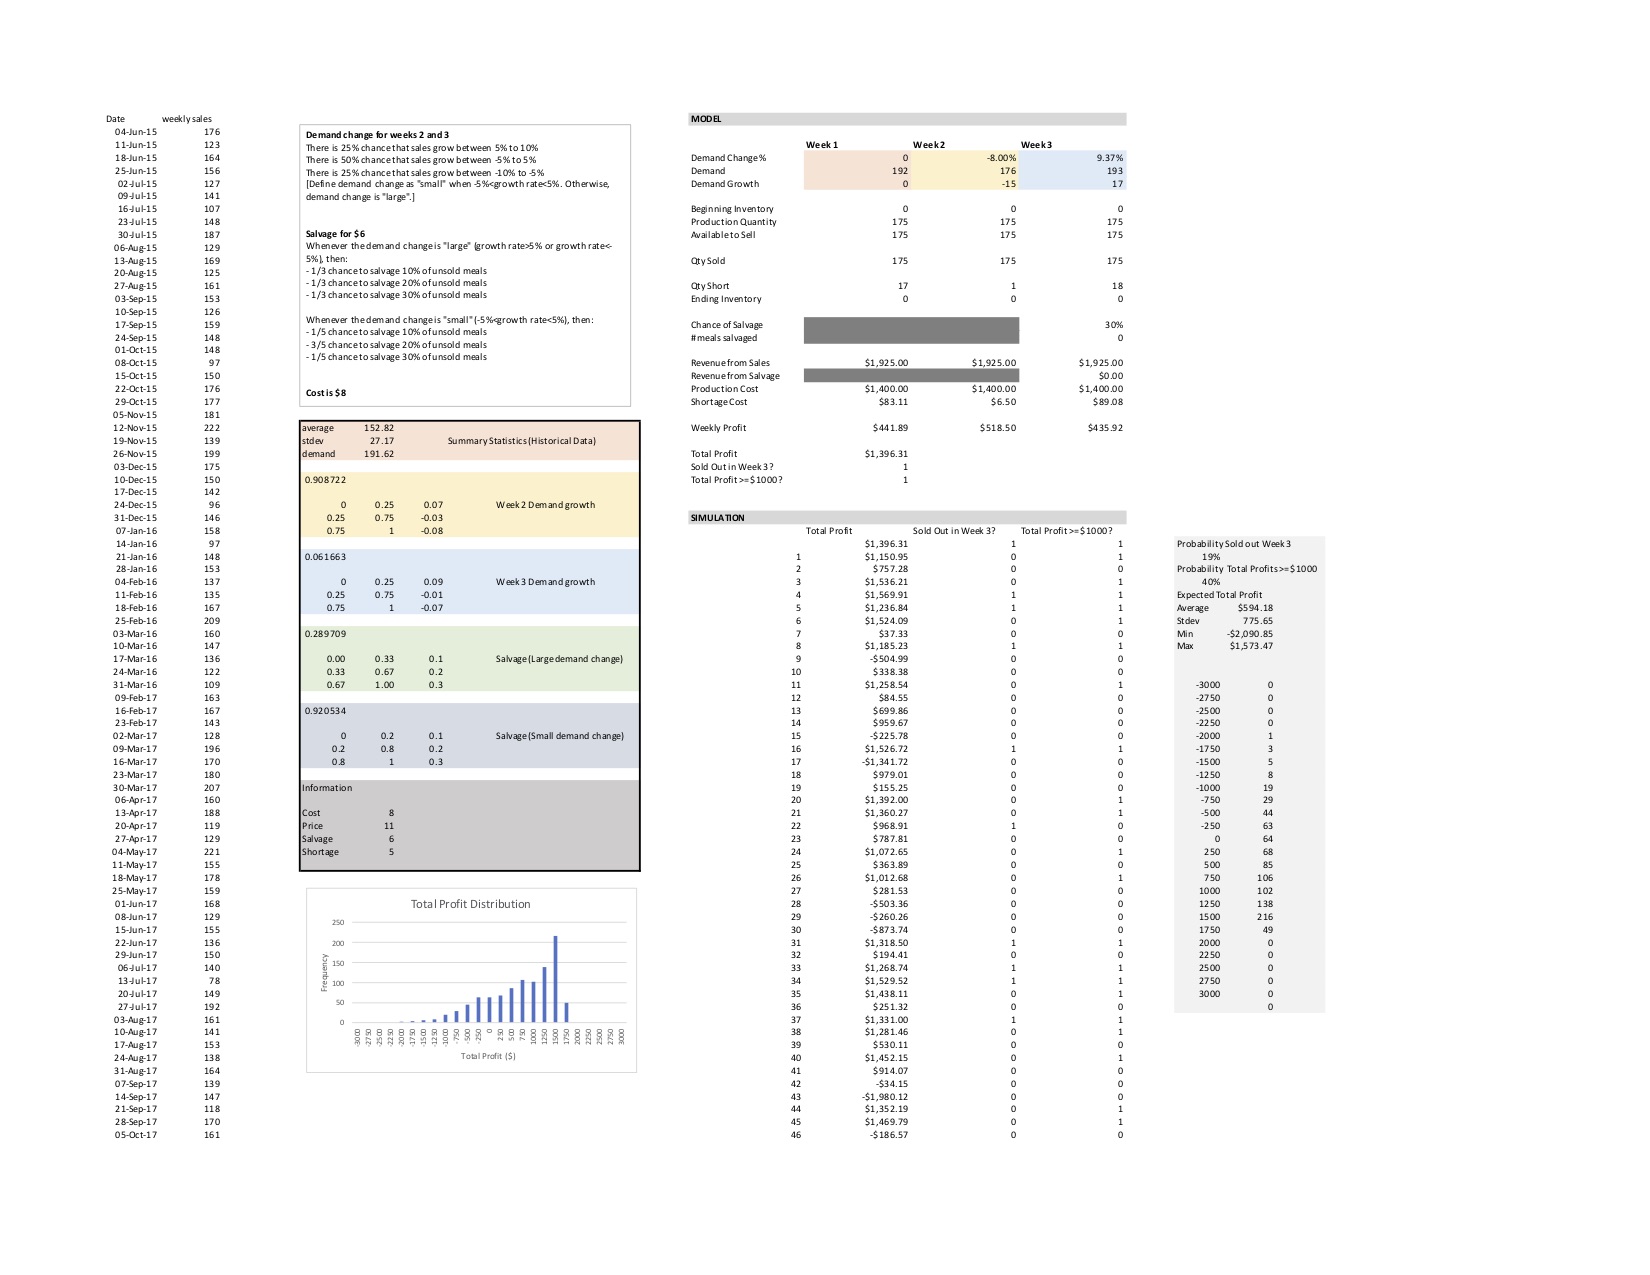 Date weekly sales
04-Jun-15 176
11-Jun-15 123
18-Jun-15 164
25-Jun-15 156
02-Jul-15 127
09-Jul-15 141
16-Jul-15 107
23-Jul-15 148
30-Jul-15 187
06-Aug-15 129
13-Aug-15 169
20-Aug-15 125
27-Aug-15 161
03-Sep-15 153
10-Sep-15 126
17-Sep-15 159
24-Sep-15 148
01-Oct-15 148
08-Oct-15 97
15-Oct-15 150
22-Oct-15 176
29-Oct-15 177
05-Nov-15 181
12-Nov-15 222
19-Nov-15 139
26-Nov-15 199
03-Dec-15 175
10-Dec-15 150
17-Dec-15 142
24-Dec-15 96
31-Dec-15 146
07-Jan-16 158
14-Jan-16 97
21-Jan-16 148
28-Jan-16 153
04-Feb-16 137
11-Feb-16 135
18-Feb-16 167
25-Feb-16 209
03-Mar-16 160
10-Mar-16 147
17-Mar-16 136
24-Mar-16 122
31-Mar-16 109
09-Feb-17 163
16-Feb-17 167
23-Feb-17 143
02-Mar-17 128
09-Mar-17 196
16-Mar-17 170
23-Mar-17 180
30-Mar-17 207
06-Apr-17 160
13-Apr-17 188
20-Apr-17 119
27-Apr-17 129
04-May-17 221
11-May-17 155
18-May-17 178
25-May-17 159
01-Jun-17 168
08-Jun-17 129
15-Jun-17 155
22-Jun-17 136
29-Jun-17 150
06-Jul-17 140
13-Jul-17 78
20-Jul-17 149
27-Jul-17 192
03-Aug-17 161
10-Aug-17 141
17-Aug-17 153
24-Aug-17 138
31-Aug-17 164
07-Sep-17 139
14-Sep-17 147
21-Sep-17 118
28-Sep-17 170
05-Oct-17 161
Demand change for weeks 2 and 3
There is 25% chance that sales grow between 5% to 10%
There is 50% chance that sales grow between -5% to 5%
There is 25% chance that sales grow between -10% to -5%
[Define demand change as "small" when -5%<growth rate<5%. Otherwise,
demand change is "large".]
Salvage for $6
Whenever the demand change is "large" (growth rate>5% or growth rate<-
5%), then:
- 1/3 chance to salvage 10% of unsold meals
- 1/3 chance to salvage 20% of unsold meals
- 1/3 chance to salvage 30% of unsold meals
Whenever the demand change is "small" (-5%<growth rate<5%), then:
- 1/5 chance to salvage 10% of unsold meals
- 3/5 chance to salvage 20% of unsold meals
- 1/5 chance to salvage 30% of unsold meals
Cost is $8
average 152.82
stdev 27.17 Summary Statistics (Historical Data)
demand 191.62
0.908722
0 0.25 0.07 Week 2 Demand growth
0.25 0.75 -0.03
0.75 1 -0.08
0.061663
0 0.25 0.09 Week 3 Demand growth
0.25 0.75 -0.01
0.75 1 -0.07
0.289709
0.00 0.33 0.1 Salvage (Large demand change)
0.33 0.67 0.2
0.67 1.00 0.3
0.920534
0 0.2 0.1 Salvage (Small demand change)
0.2 0.8 0.2
0.8 1 0.3
Information
Cost 8
Price 11
Salvage 6
Shortage 5
Total Profit Distribution
Frequency
250
200
150
100
50
0
-3000 -2750 -2500 -2250 -2000 -1750 -1500 -1250 -1000 -750 -500 -250 0 250 500 750 1000 1250 1500 1750 2000 2250 2500 2750 3000
Total Profit ($)
MODEL
Week 1 Week 2 Week 3
Demand Change % 0 -8.00% 9.37%
Demand 192 176 193
Demand Growth 0 -15 17
Beginning Inventory 0 0 0
Production Quantity 175 175 175
Available to Sell 175 175 175
Qty Sold 175 175 175
Qty Short 17 1 18
Ending Inventory 0 0 0
Chance of Salvage 30%
# meals salvaged 0
Revenue from Sales $1,925.00 $1,925.00 $1,925.00
Revenue from Salvage $0.00
Production Cost $1,400.00 $1,400.00 $1,400.00
Shortage Cost $83.11 $6.50 $89.08
Weekly Profit $441.89 $518.50 $435.92
Total Profit $1,396.31
Sold Out in Week 3? 1
Total Profit >= $1000? 1
SIMULATION
Total Profit Sold Out in Week 3? Total Profit >= $1000?
$1,396.31 1 1
1 $1,150.95 0 1
2 $757.28 0 0
3 $1,536.21 0 1
4 $1,569.91 1 1
5 $1,236.84 1 1
6 $1,524.09 0 1
7 $37.33 0 0
8 $1,185.23 1 1
9 -$504.99 0 0
10 $338.38 0 0
11 $1,258.54 0 1
12 $84.55 0 0
13 $699.86 0 0
14 $959.67 0 0
15 -$225.78 0 0
16 $1,526.72 1 1
17 -$1,341.72 0 0
18 $979.01 0 0
19 $155.25 0 0
20 $1,392.00 0 1
21 $1,360.27 0 1
22 $968.91 1 0
23 $787.81 0 0
24 $1,072.65 0 1
25 $363.89 0 0
26 $1,012.68 0 1
27 $281.53 0 0
28 -$503.36 0 0
29 -$260.26 0 0
30 -$873.74 0 0
31 $1,318.50 1 1
32 $194.41 0 0
33 $1,268.74 1 1
34 $1,529.52 1 1
35 $1,438.11 0 1
36 $251.32 0 0
37 $1,331.00 1 1
38 $1,281.46 0 1
39 $530.11 0 0
40 $1,452.15 0 1
41 $914.07 0 0
42 -$34.15 0 0
43 -$1,980.12 0 0
44 $1,352.19 0 1
45 $1,469.79 0 1
46 -$186.57 0 0
Probability Sold out Week 3
19%
Probability Total Profits >= $1000
40%
Expected Total Profit
Average $594.18
Stdev 775.65
Min -$2,090.85
Max $1,573.47
-3000 0
-2750 0
-2500 0
-2250 0
-2000 1
-1750 3
-1500 5
-1250 8
-1000 19
-750 29
-500 44
-250 63
0 64
250 68
500 85
750 106
1000 102
1250 138
1500 216
1750 49
2000 0
2250 0
2500 0
2750 0
3000 0
0